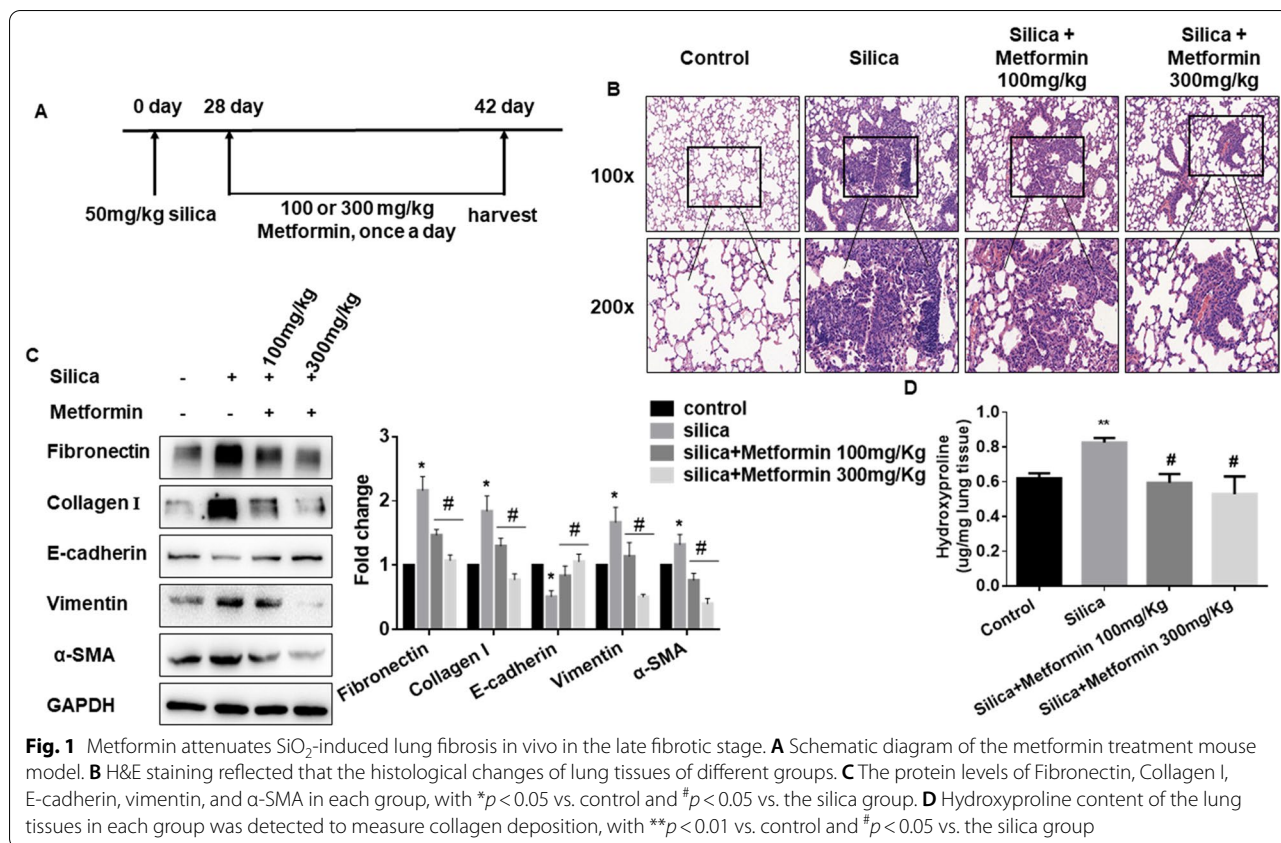 A
0 day 28 day 42 day
50mg/kg silica
100 or 300 mg/kg
Metformin, once a day
harvest
B
Control
Silica
Silica +
Metformin
100mg/kg
Silica +
Metformin
300mg/kg
100x
200x
C
100mg/kg
300mg/kg
Silica - + + +
Metformin - - + +
Fibronectin
Collagen I
E-cadherin
Vimentin
α-SMA
GAPDH
control
silica
silica+Metformin 100mg/Kg
silica+Metformin 300mg/Kg
Fold change
3
2
1
0
* # * # * # * # * #
Fibronectin
Collagen I
E-cadherin
Vimentin
α-SMA
D
Hydroxyproline
(ug/mg lung tissue)
1.0
0.8
0.6
0.4
0.2
0.0
** # #
Control
Silica
Silica+Metformin 100mg/Kg
Silica+Metformin 300mg/Kg
Fig. 1 Metformin attenuates SiO₂-induced lung fibrosis in vivo in the late fibrotic stage. A Schematic diagram of the metformin treatment mouse
model. B H&E staining reflected that the histological changes of lung tissues of different groups. C The protein levels of Fibronectin, Collagen I,
E-cadherin, vimentin, and α-SMA in each group, with *p < 0.05 vs. control and #p < 0.05 vs. the silica group. D Hydroxyproline content of the lung
tissues in each group was detected to measure collagen deposition, with **p < 0.01 vs. control and #p < 0.05 vs. the silica group